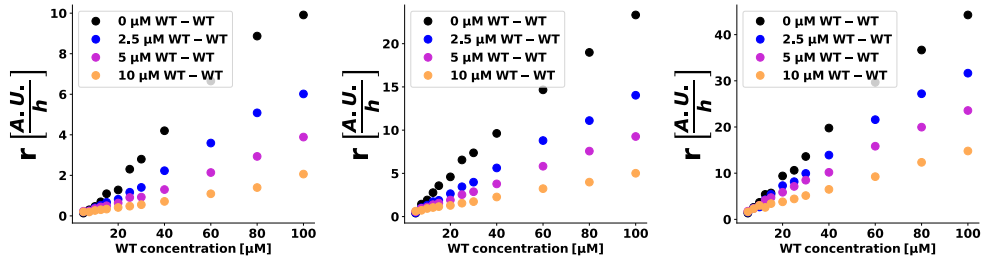 10
8
6
4
2
0
r [A.U./h]
0 μM WT – WT
2.5 μM WT – WT
5 μM WT – WT
10 μM WT – WT
20 40 60 80 100
WT concentration [μM]
20
15
10
5
0
r [A.U./h]
0 μM WT – WT
2.5 μM WT – WT
5 μM WT – WT
10 μM WT – WT
20 40 60 80 100
WT concentration [μM]
40
30
20
10
0
r [A.U./h]
0 μM WT – WT
2.5 μM WT – WT
5 μM WT – WT
10 μM WT – WT
20 40 60 80 100
WT concentration [μM]